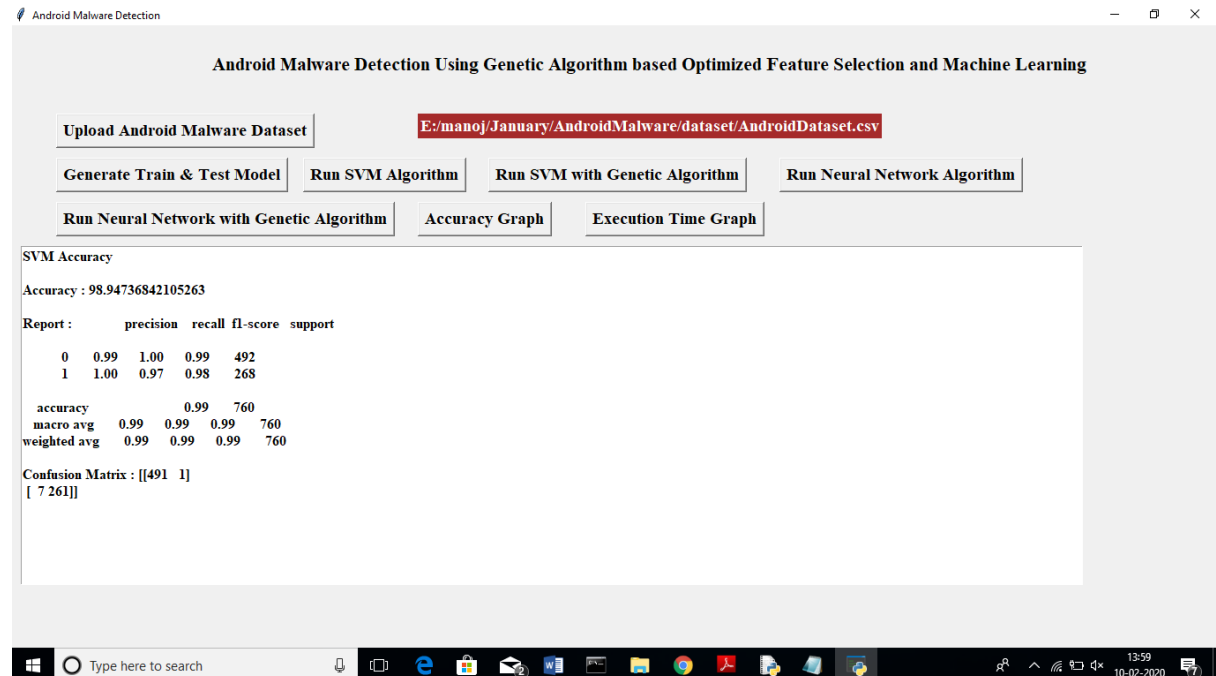 Android Malware Detection
Android Malware Detection Using Genetic Algorithm based Optimized Feature Selection and Machine Learning
Upload Android Malware Dataset
E:/manoj/January/AndroidMalware/dataset/AndroidDataset.csv
Generate Train & Test Model
Run SVM Algorithm
Run SVM with Genetic Algorithm
Run Neural Network Algorithm
Run Neural Network with Genetic Algorithm
Accuracy Graph
Execution Time Graph
SVM Accuracy
Accuracy : 98.94736842105263
Report : precision recall f1-score support
0 0.99 1.00 0.99 492
1 1.00 0.97 0.98 268
accuracy 0.99 760
macro avg 0.99 0.99 0.99 760
weighted avg 0.99 0.99 0.99 760
Confusion Matrix : [[491 1]
[ 7 261]]
Type here to search
13:59
10-02-2020